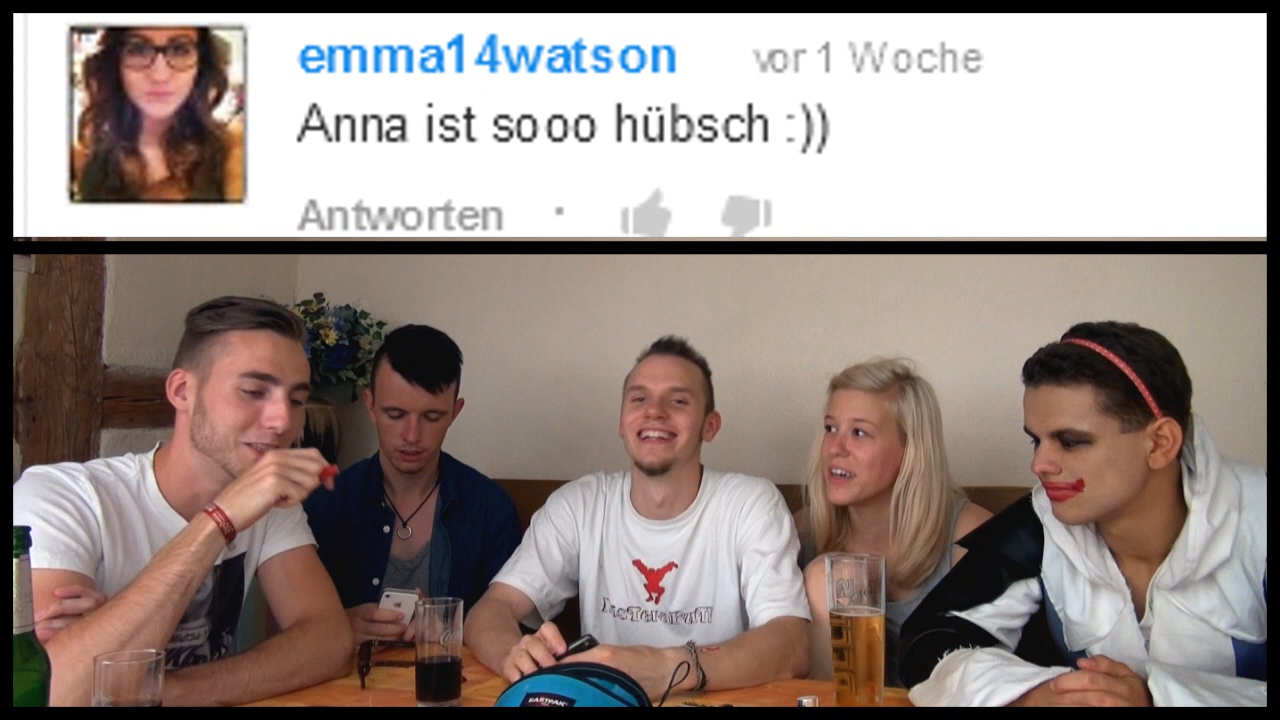 emma14watson vor 1 Woche
Anna ist sooo hübsch :))
Antworten ·
EASTPAK